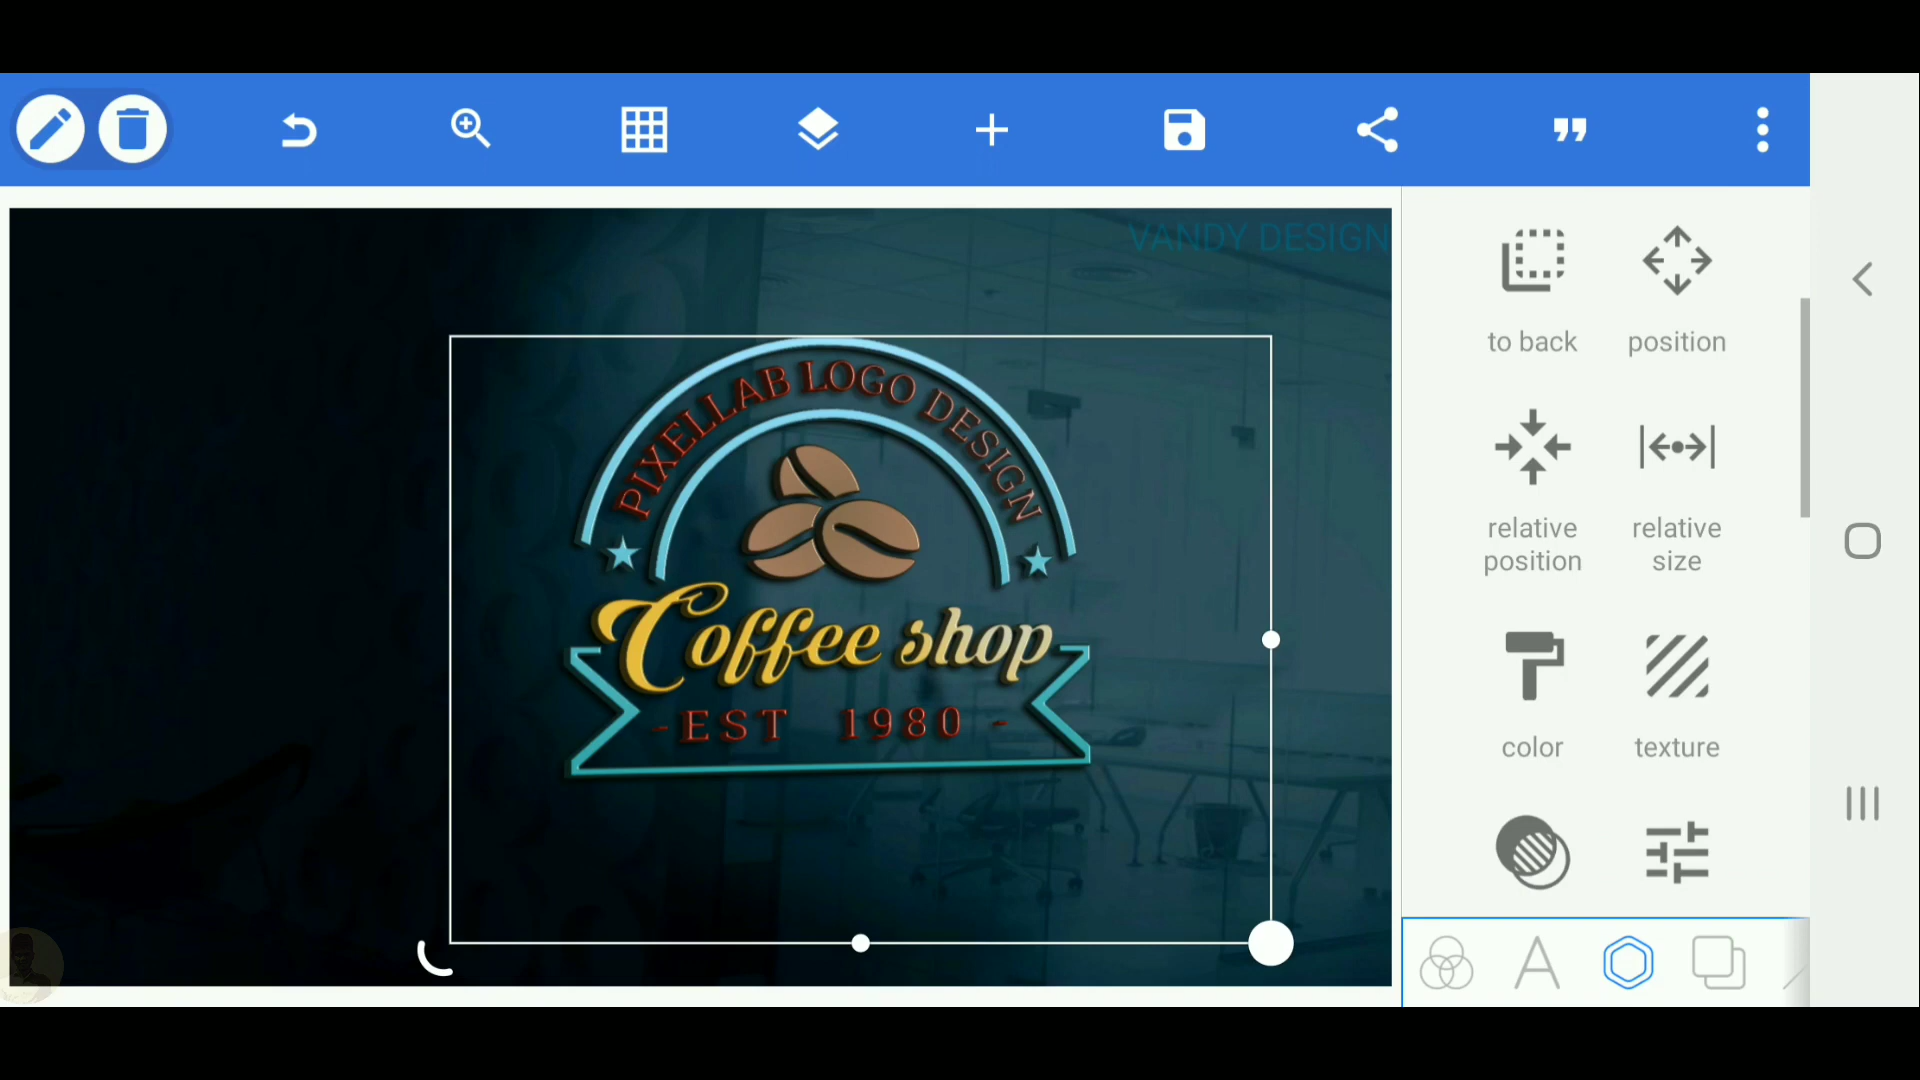 VANDY DESIGN
PIXELLAB LOGO DESIGN
Coffee shop
-EST 1980 -
to back
position
relative
position
relative
size
color
texture